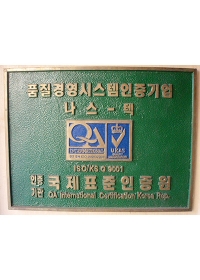 품질경영시스템인증기업
나스-텍
QA
UKAS
ISO/KS Q 9001
인증기관 국제표준인증원
QA International Certification Korea Rep.